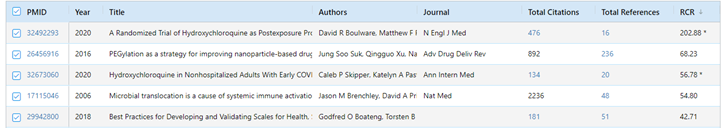 PMID Year Title Authors Journal Total Citations Total References RCR ↓
32492293 2020 A Randomized Trial of Hydroxychloroquine as Postexposure Pro David R Boulware, Matthew F N Engl J Med 476 16 202.88 *
26456916 2016 PEGylation as a strategy for improving nanoparticle-based drug Jung Soo Suk, Qingguo Xu, Na Adv Drug Deliv Rev 892 236 68.23
32673060 2020 Hydroxychloroquine in Nonhospitalized Adults With Early COVI Caleb P Skipper, Katelyn A Pas Ann Intern Med 134 20 56.78 *
17115046 2006 Microbial translocation is a cause of systemic immune activatio Jason M Brenchley, David A Pr Nat Med 2236 48 54.80
29942800 2018 Best Practices for Developing and Validating Scales for Health, Godfred O Boateng, Torsten B 181 51 42.71